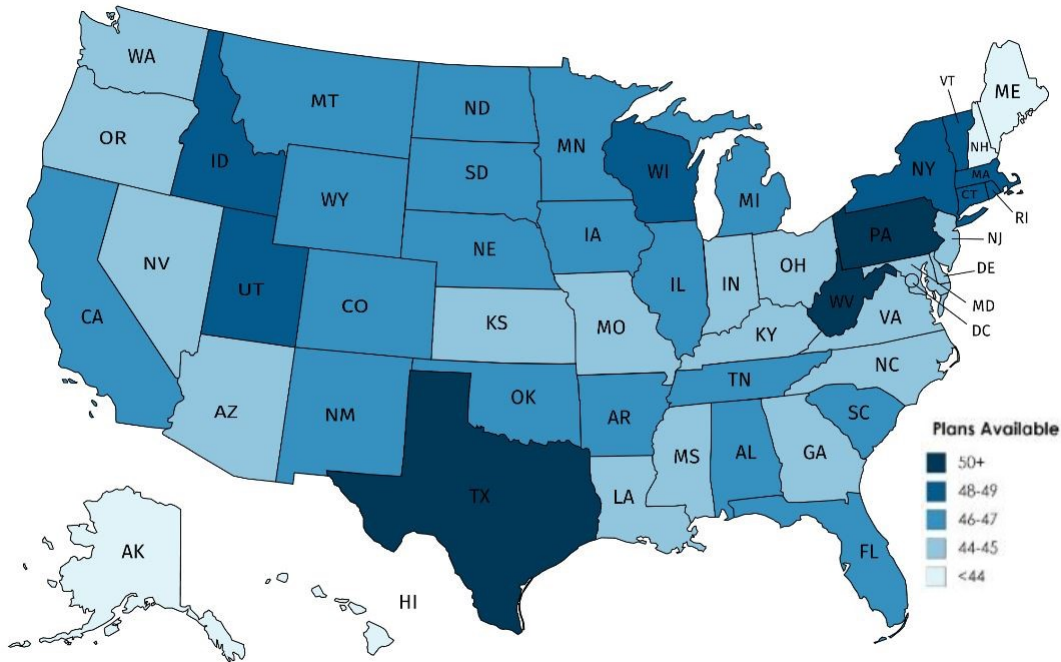 WA
MT
ND
MN
VT
ME
OR
ID
SD
WI
NY
NH
MA
CT
RI
WY
MI
NE
IA
PA
NJ
NV
UT
CO
IL
IN
OH
DE
CA
KS
MO
WV
VA
MD
KY
DC
AZ
NM
OK
AR
TN
NC
SC
MS
AL
GA
TX
LA
FL
AK
HI
Plans Available
50+
48-49
46-47
44-45
<44